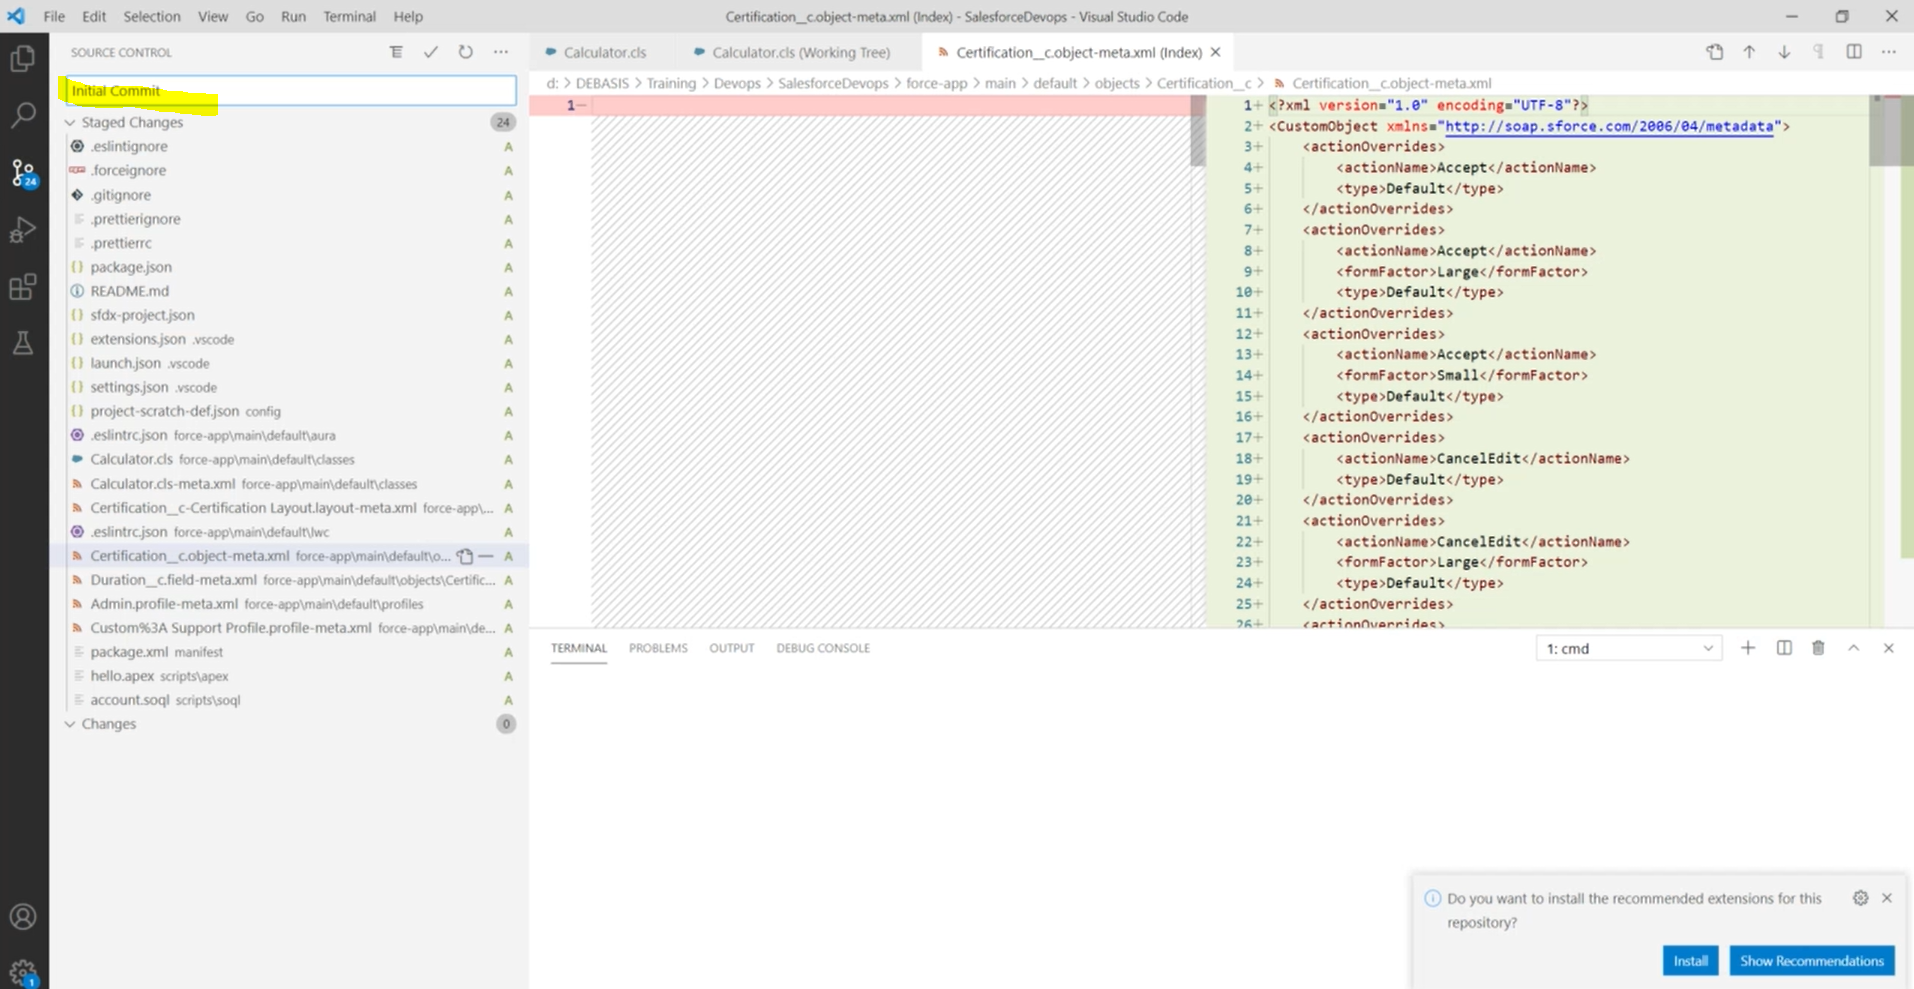 File Edit Selection View Go Run Terminal Help
Certification__c.object-meta.xml (Index) - SalesforceDevops - Visual Studio Code
SOURCE CONTROL
Initial Commit
Staged Changes 24
.eslintignore A
.forceignore A
.gitignore A
.prettierignore A
.prettierrc A
package.json A
README.md A
sfdx-project.json A
extensions.json .vscode A
launch.json .vscode A
settings.json .vscode A
project-scratch-def.json config A
.eslintrc.json force-app\main\default\aura A
Calculator.cls force-app\main\default\classes A
Calculator.cls-meta.xml force-app\main\default\classes A
Certification__c-Certification Layout.layout-meta.xml force-app\... A
.eslintrc.json force-app\main\default\lwc A
Certification__c.object-meta.xml force-app\main\default\o... A
Duration__c.field-meta.xml force-app\main\default\objects\Certific... A
Admin.profile-meta.xml force-app\main\default\profiles A
Custom%3A Support Profile.profile-meta.xml force-app\main\de... A
package.xml manifest A
hello.apex scripts\apex A
account.soql scripts\soql A
Changes 0
24
1
Calculator.cls Calculator.cls (Working Tree) Certification__c.object-meta.xml (Index)
d: > DEBASIS > Training > Devops > SalesforceDevops > force-app > main > default > objects > Certification__c > Certification__c.object-meta.xml
1−
1+ <?xml version="1.0" encoding="UTF-8"?>
2+ <CustomObject xmlns="http://soap.sforce.com/2006/04/metadata">
3+ <actionOverrides>
4+ <actionName>Accept</actionName>
5+ <type>Default</type>
6+ </actionOverrides>
7+ <actionOverrides>
8+ <actionName>Accept</actionName>
9+ <formFactor>Large</formFactor>
10+ <type>Default</type>
11+ </actionOverrides>
12+ <actionOverrides>
13+ <actionName>Accept</actionName>
14+ <formFactor>Small</formFactor>
15+ <type>Default</type>
16+ </actionOverrides>
17+ <actionOverrides>
18+ <actionName>CancelEdit</actionName>
19+ <type>Default</type>
20+ </actionOverrides>
21+ <actionOverrides>
22+ <actionName>CancelEdit</actionName>
23+ <formFactor>Large</formFactor>
24+ <type>Default</type>
25+ </actionOverrides>
26+ <actionOverrides>
TERMINAL PROBLEMS OUTPUT DEBUG CONSOLE 1: cmd
Do you want to install the recommended extensions for this
repository?
Install Show Recommendations